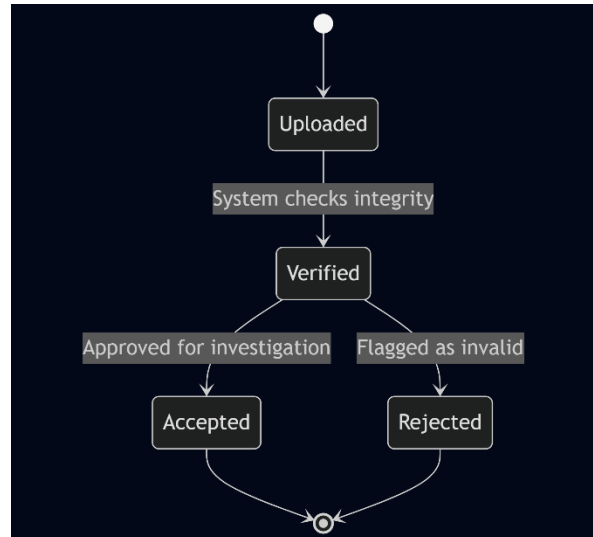 Uploaded
System checks integrity
Verified
Approved for investigation
Flagged as invalid
Accepted
Rejected